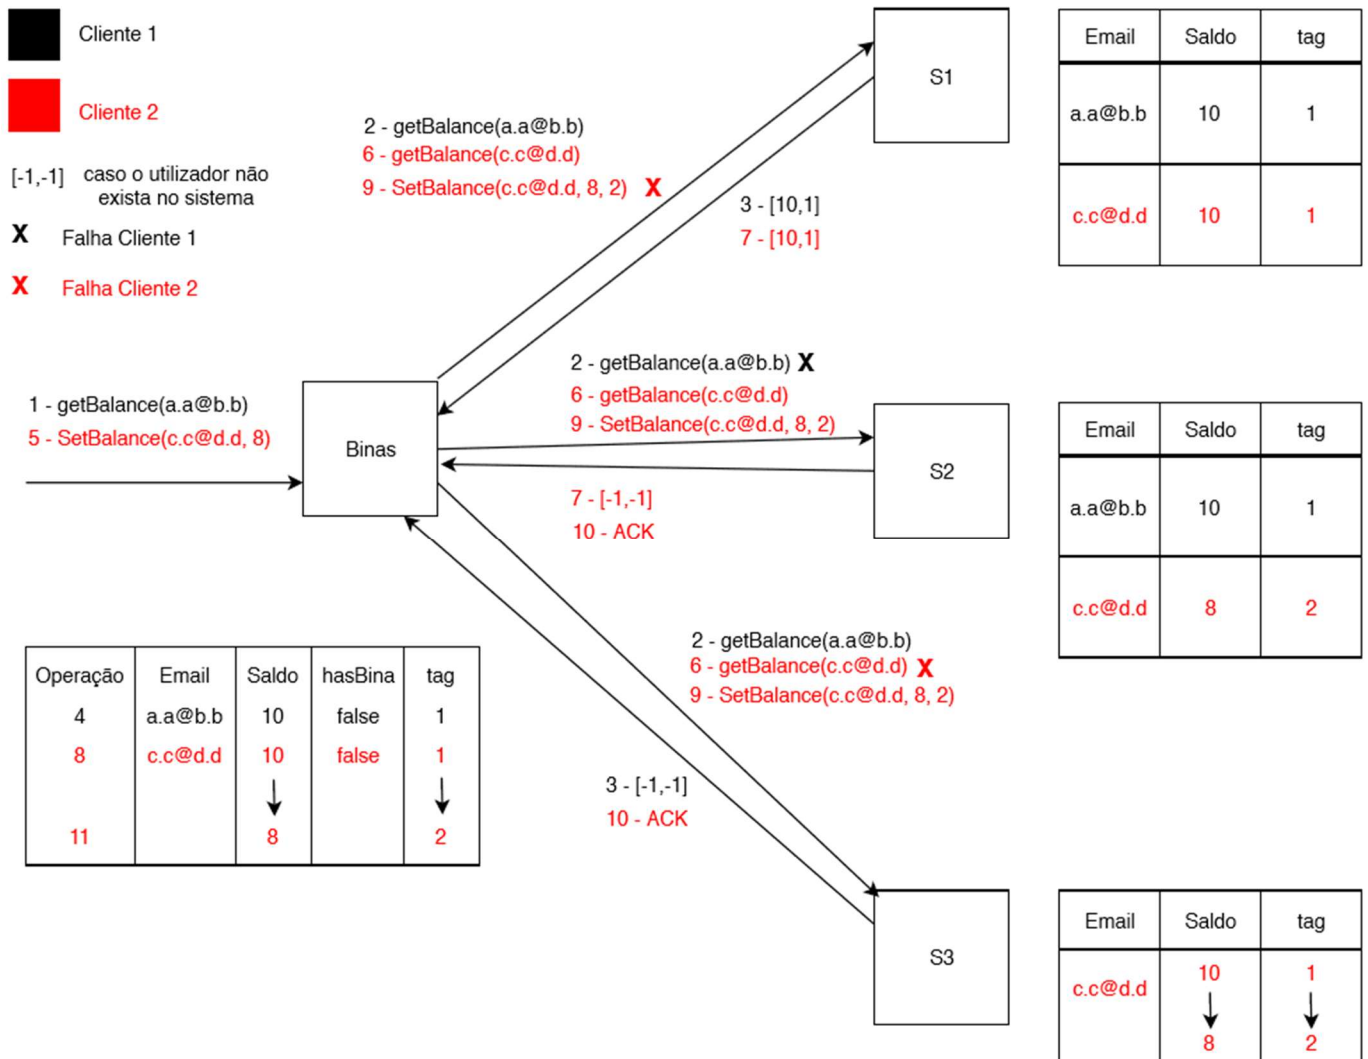 Cliente 1
Cliente 2
[-1,-1] caso o utilizador não
exista no sistema
X Falha Cliente 1
X Falha Cliente 2
2 - getBalance(a.a@b.b)
6 - getBalance(c.c@d.d)
9 - SetBalance(c.c@d.d, 8, 2) X
3 - [10,1]
7 - [10,1]
S1
Email Saldo tag
a.a@b.b 10 1
c.c@d.d 10 1
1 - getBalance(a.a@b.b)
5 - SetBalance(c.c@d.d, 8)
Binas
2 - getBalance(a.a@b.b) X
6 - getBalance(c.c@d.d)
9 - SetBalance(c.c@d.d, 8, 2)
7 - [-1,-1]
10 - ACK
S2
Email Saldo tag
a.a@b.b 10 1
c.c@d.d 8 2
Operação Email Saldo hasBina tag
4 a.a@b.b 10 false 1
8 c.c@d.d 10 false 1
11 8 2
2 - getBalance(a.a@b.b)
6 - getBalance(c.c@d.d) X
9 - SetBalance(c.c@d.d, 8, 2)
3 - [-1,-1]
10 - ACK
S3
Email Saldo tag
c.c@d.d 10 1
8 2